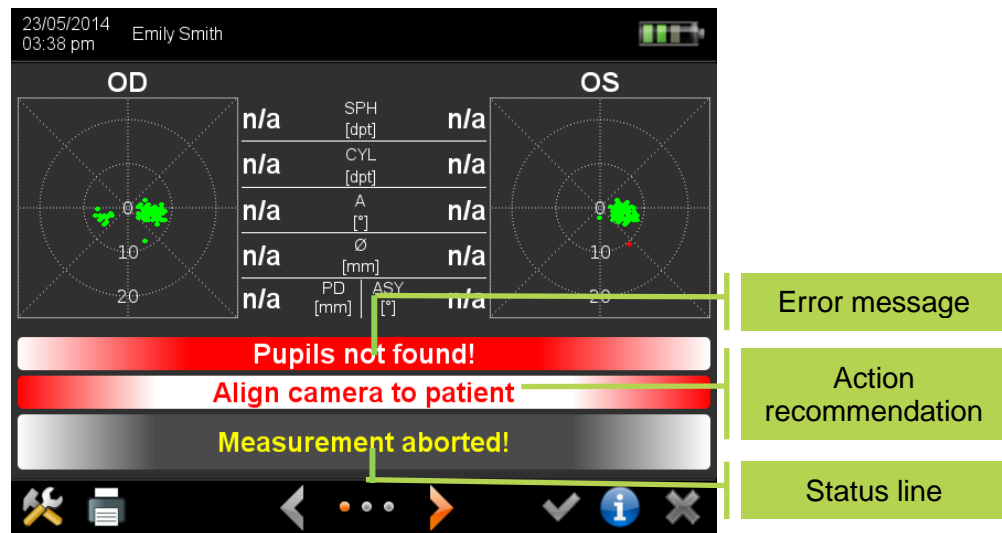 23/05/2014
03:38 pm
Emily Smith
OD
OS
n/a SPH n/a
[dpt]
n/a CYL n/a
[dpt]
n/a A n/a
[°]
n/a Ø n/a
[mm]
n/a PD ASY n/a
[mm] [°]
0
10
20
0
10
20
Pupils not found!
Align camera to patient
Measurement aborted!
Error message
Action
recommendation
Status line